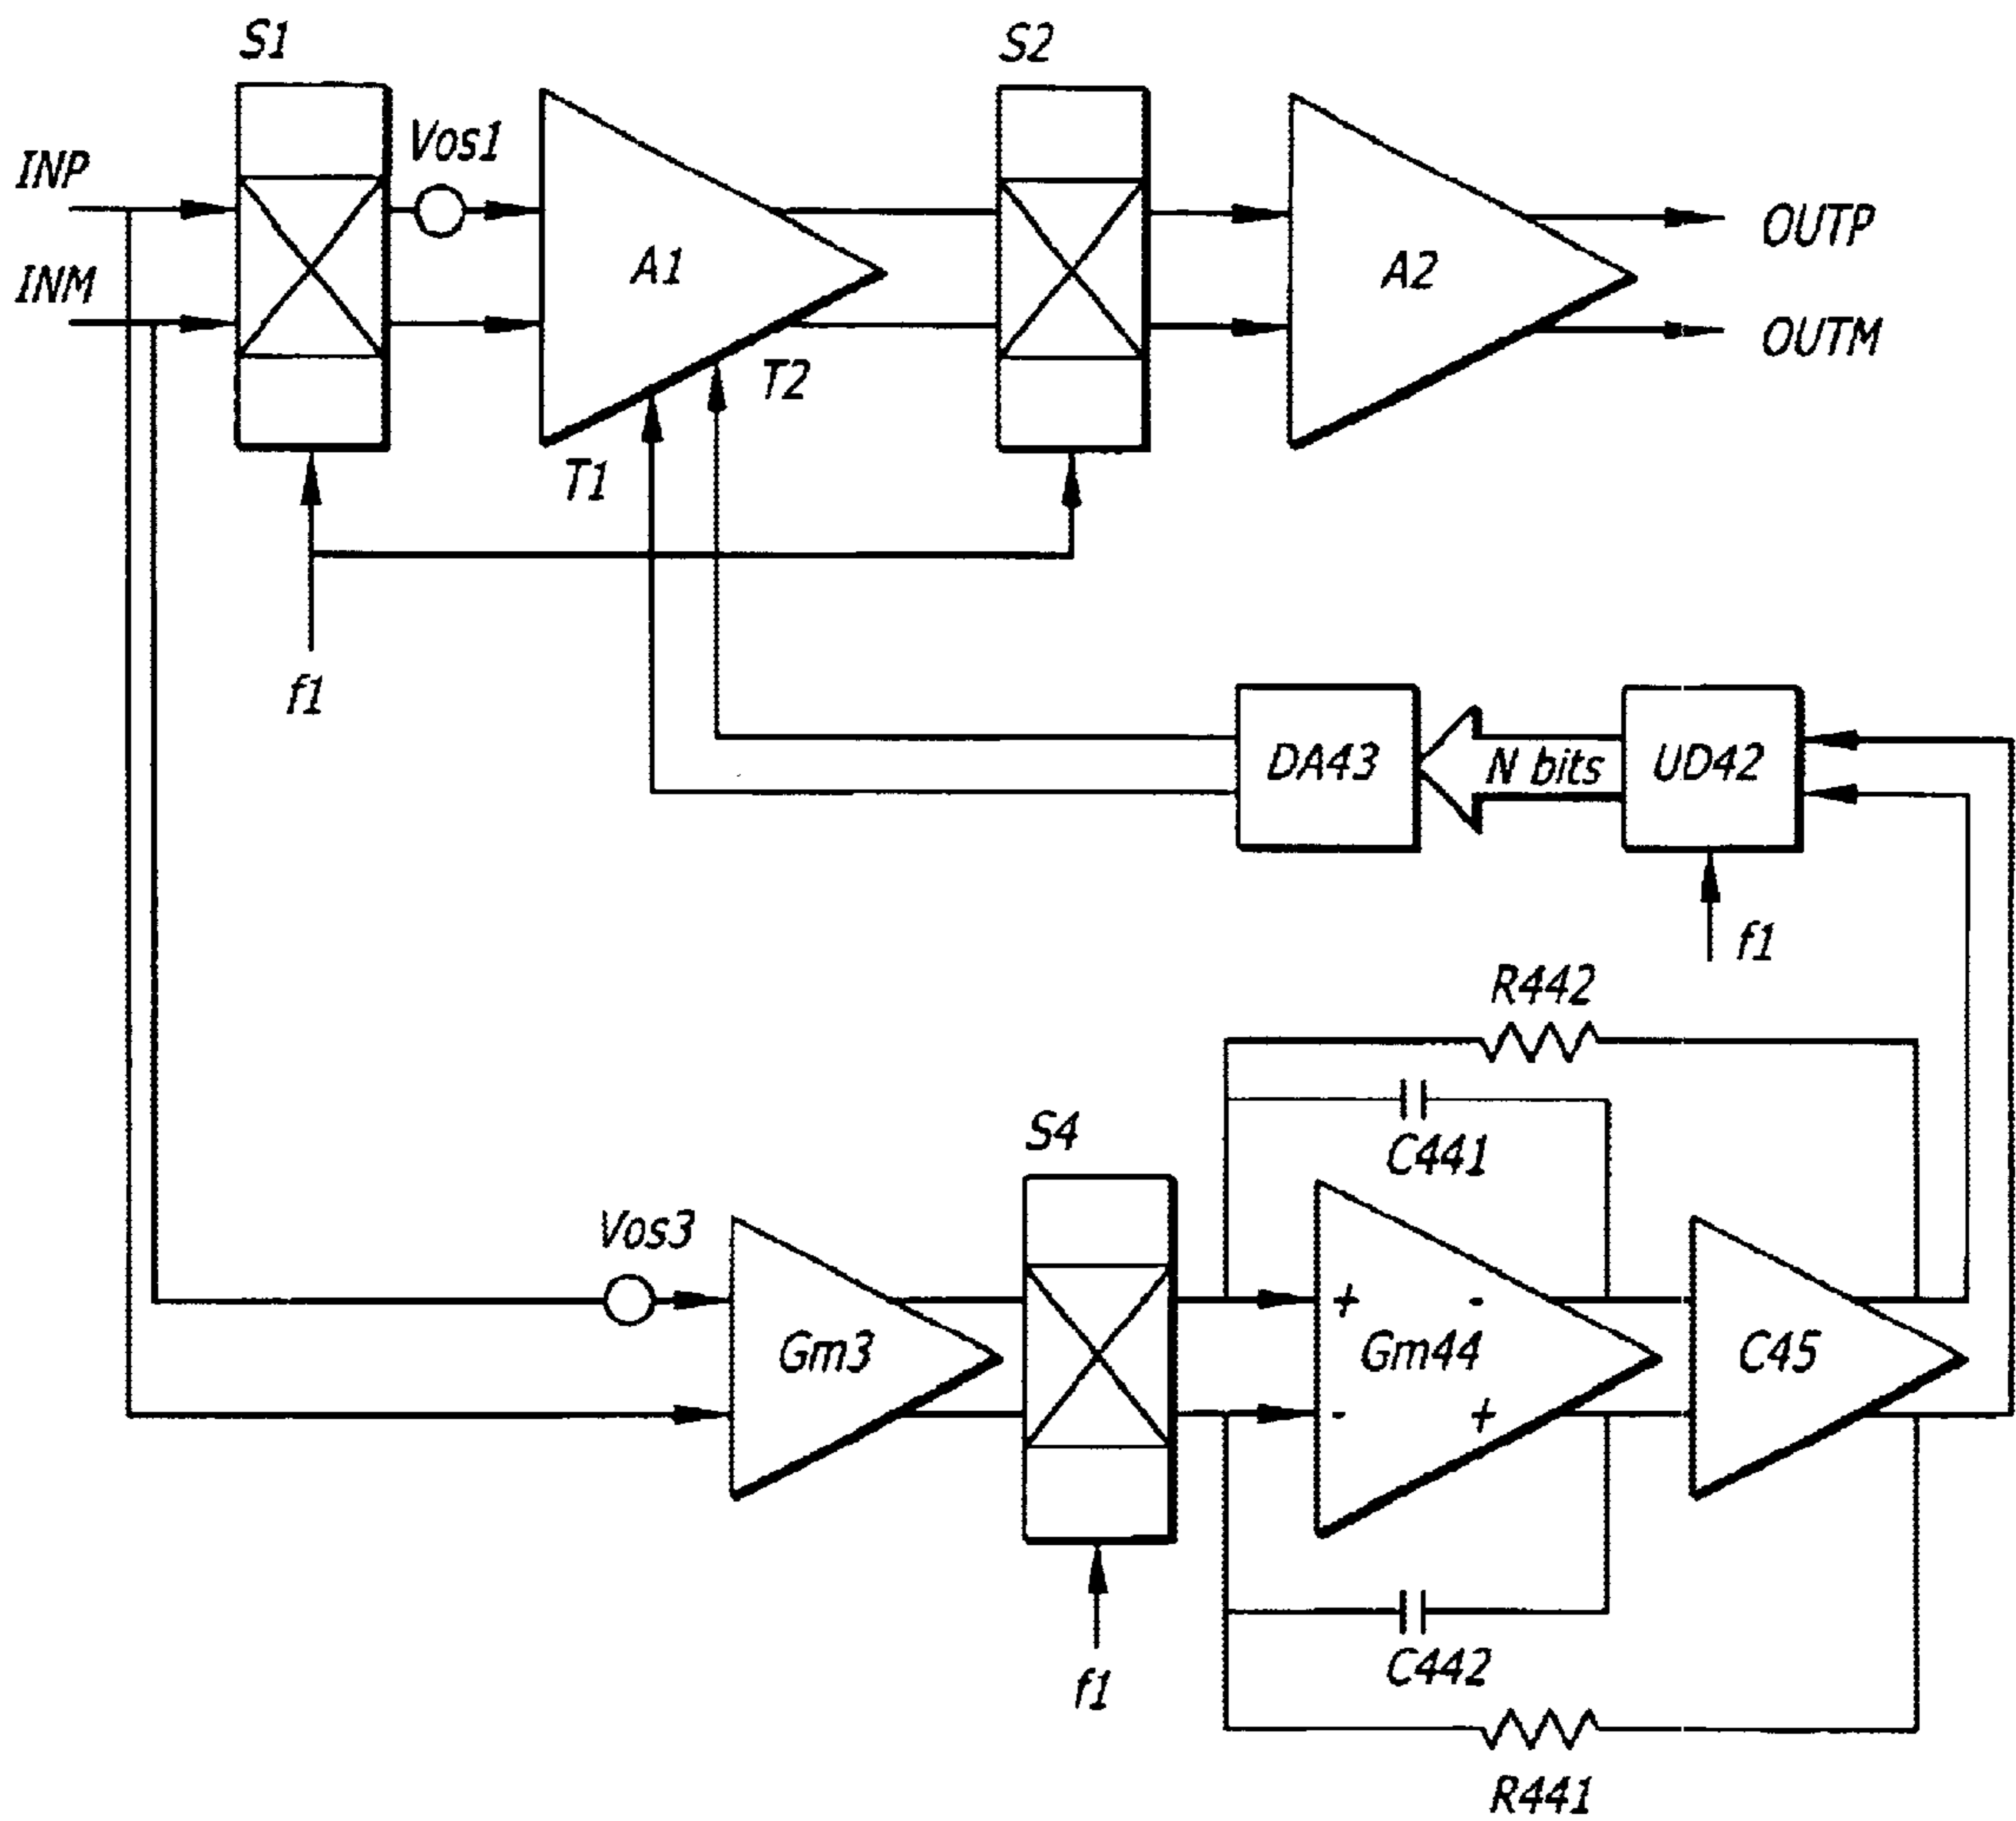 S1
S2
INP
Vos1
INM
A1
A2
OUTP
OUTM
T2
T1
f1
DA43
N bits
UD42
f1
R442
C441
S4
Vos3
Gm3
+
-
Gm44
C45
-
+
C442
f1
R441